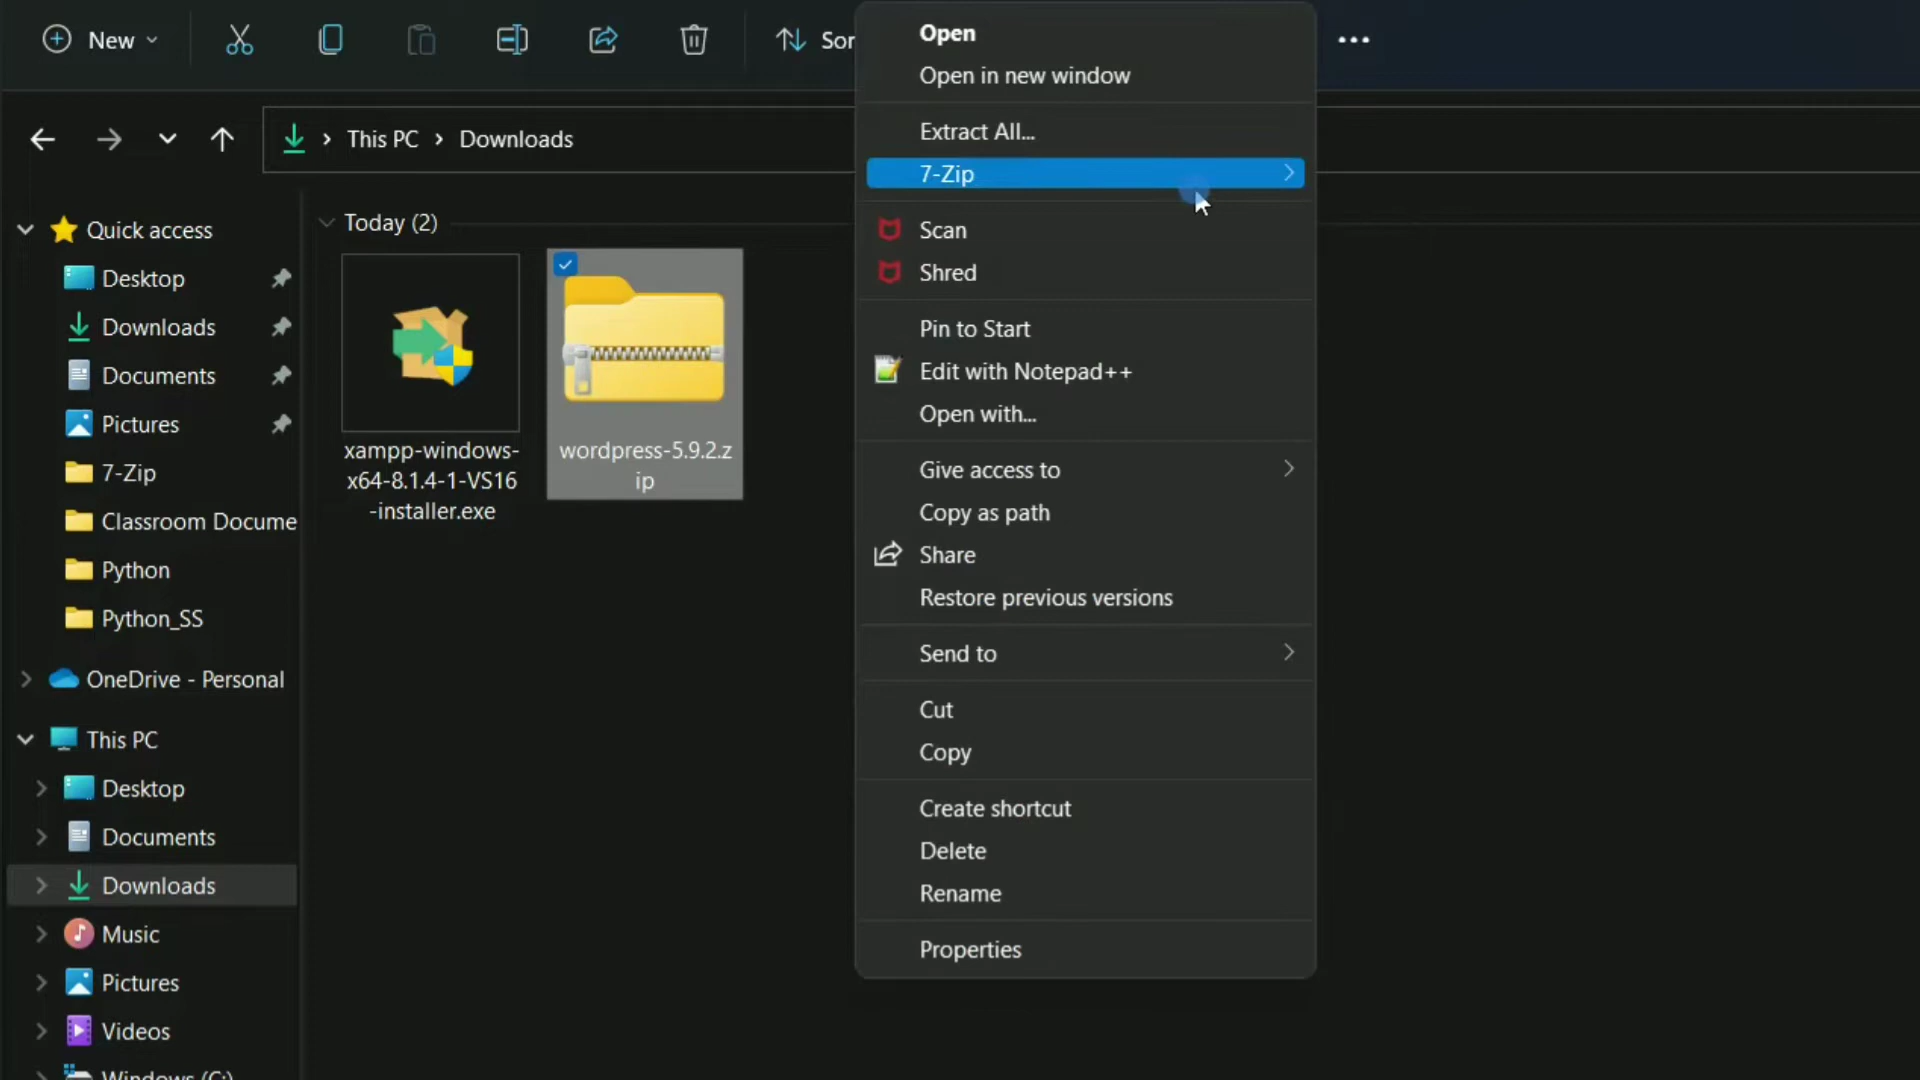 New
Sor
This PC > Downloads
Quick access
Desktop
Downloads
Documents
Pictures
7-Zip
Classroom Docume
Python
Python_SS
OneDrive - Personal
This PC
Desktop
Documents
Downloads
Music
Pictures
Videos
Windows (C:)
Today (2)
xampp-windows-
x64-8.1.4-1-VS16
-installer.exe
wordpress-5.9.2.z
ip
Open
Open in new window
Extract All...
7-Zip
Scan
Shred
Pin to Start
Edit with Notepad++
Open with...
Give access to
Copy as path
Share
Restore previous versions
Send to
Cut
Copy
Create shortcut
Delete
Rename
Properties